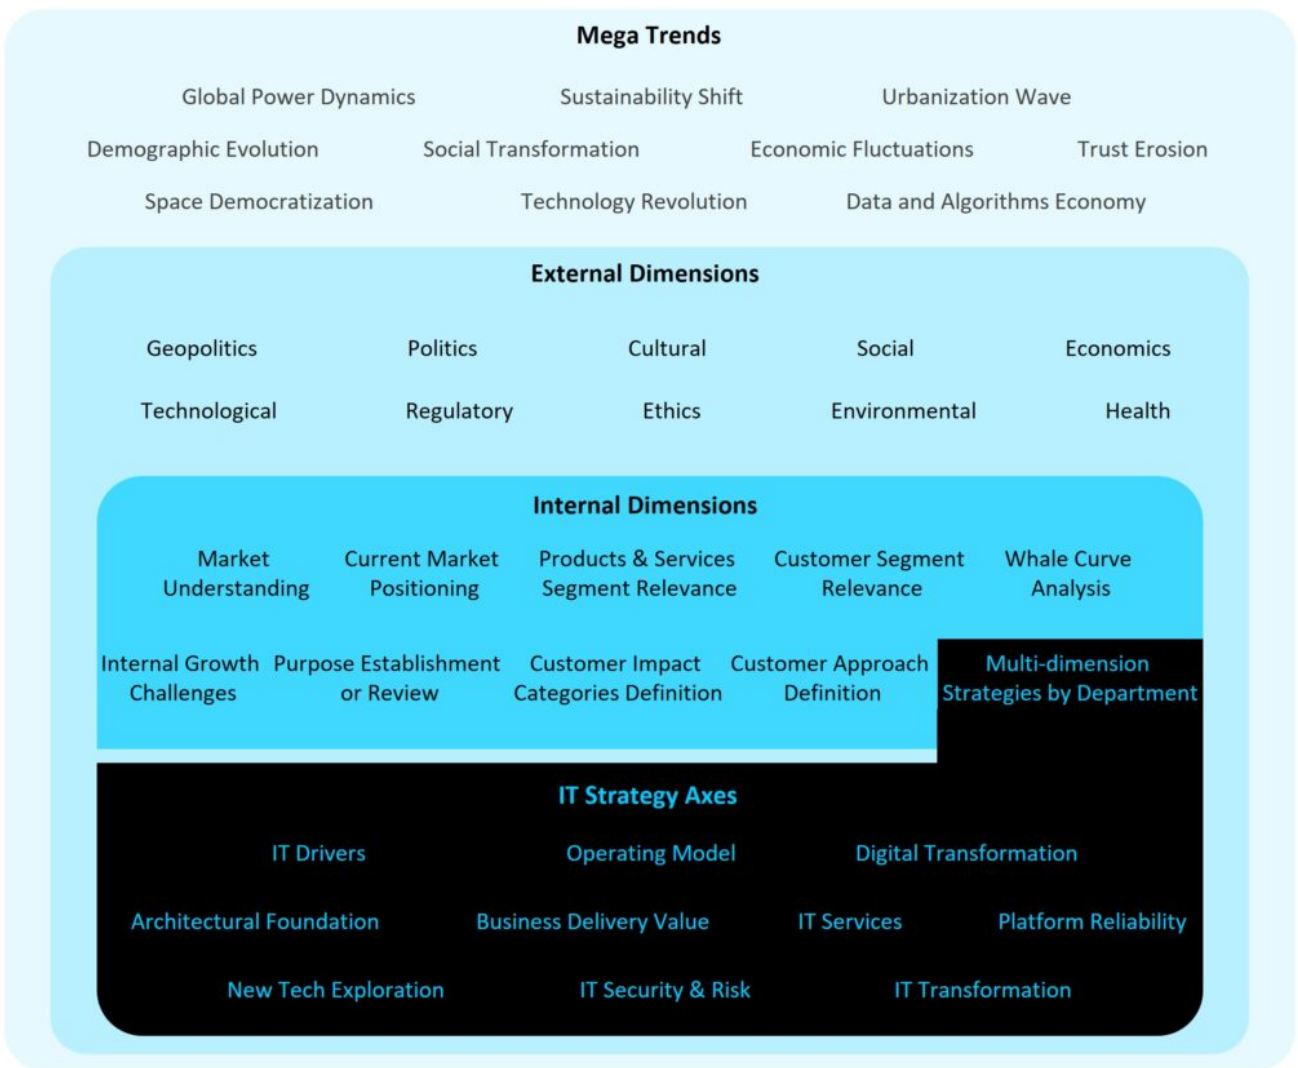 Mega Trends
Global Power Dynamics Sustainability Shift Urbanization Wave
Demographic Evolution Social Transformation Economic Fluctuations Trust Erosion
Space Democratization Technology Revolution Data and Algorithms Economy
External Dimensions
Geopolitics Politics Cultural Social Economics
Technological Regulatory Ethics Environmental Health
Internal Dimensions
Market
Understanding
Current Market
Positioning
Products & Services
Segment Relevance
Customer Segment
Relevance
Whale Curve
Analysis
Internal Growth
Challenges
Purpose Establishment
or Review
Customer Impact
Categories Definition
Customer Approach
Definition
Multi-dimension
Strategies by Department
IT Strategy Axes
IT Drivers Operating Model Digital Transformation
Architectural Foundation Business Delivery Value IT Services Platform Reliability
New Tech Exploration IT Security & Risk IT Transformation